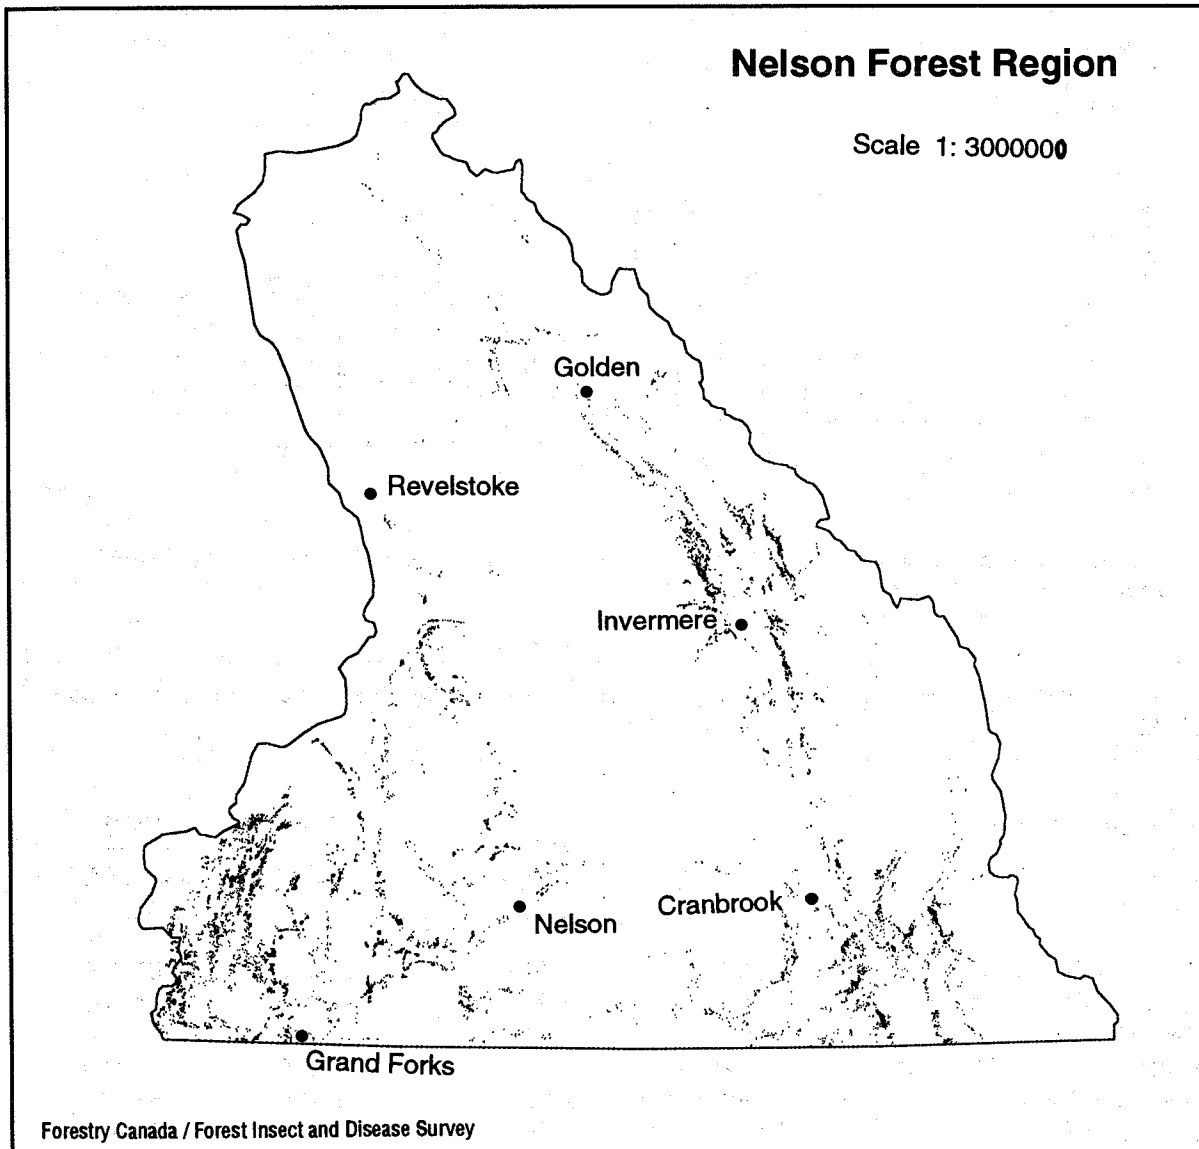 Nelson Forest Region
Scale 1: 3000000
Golden
Revelstoke
Invermere
Cranbrook
Nelson
Grand Forks
Forestry Canada / Forest Insect and Disease Survey